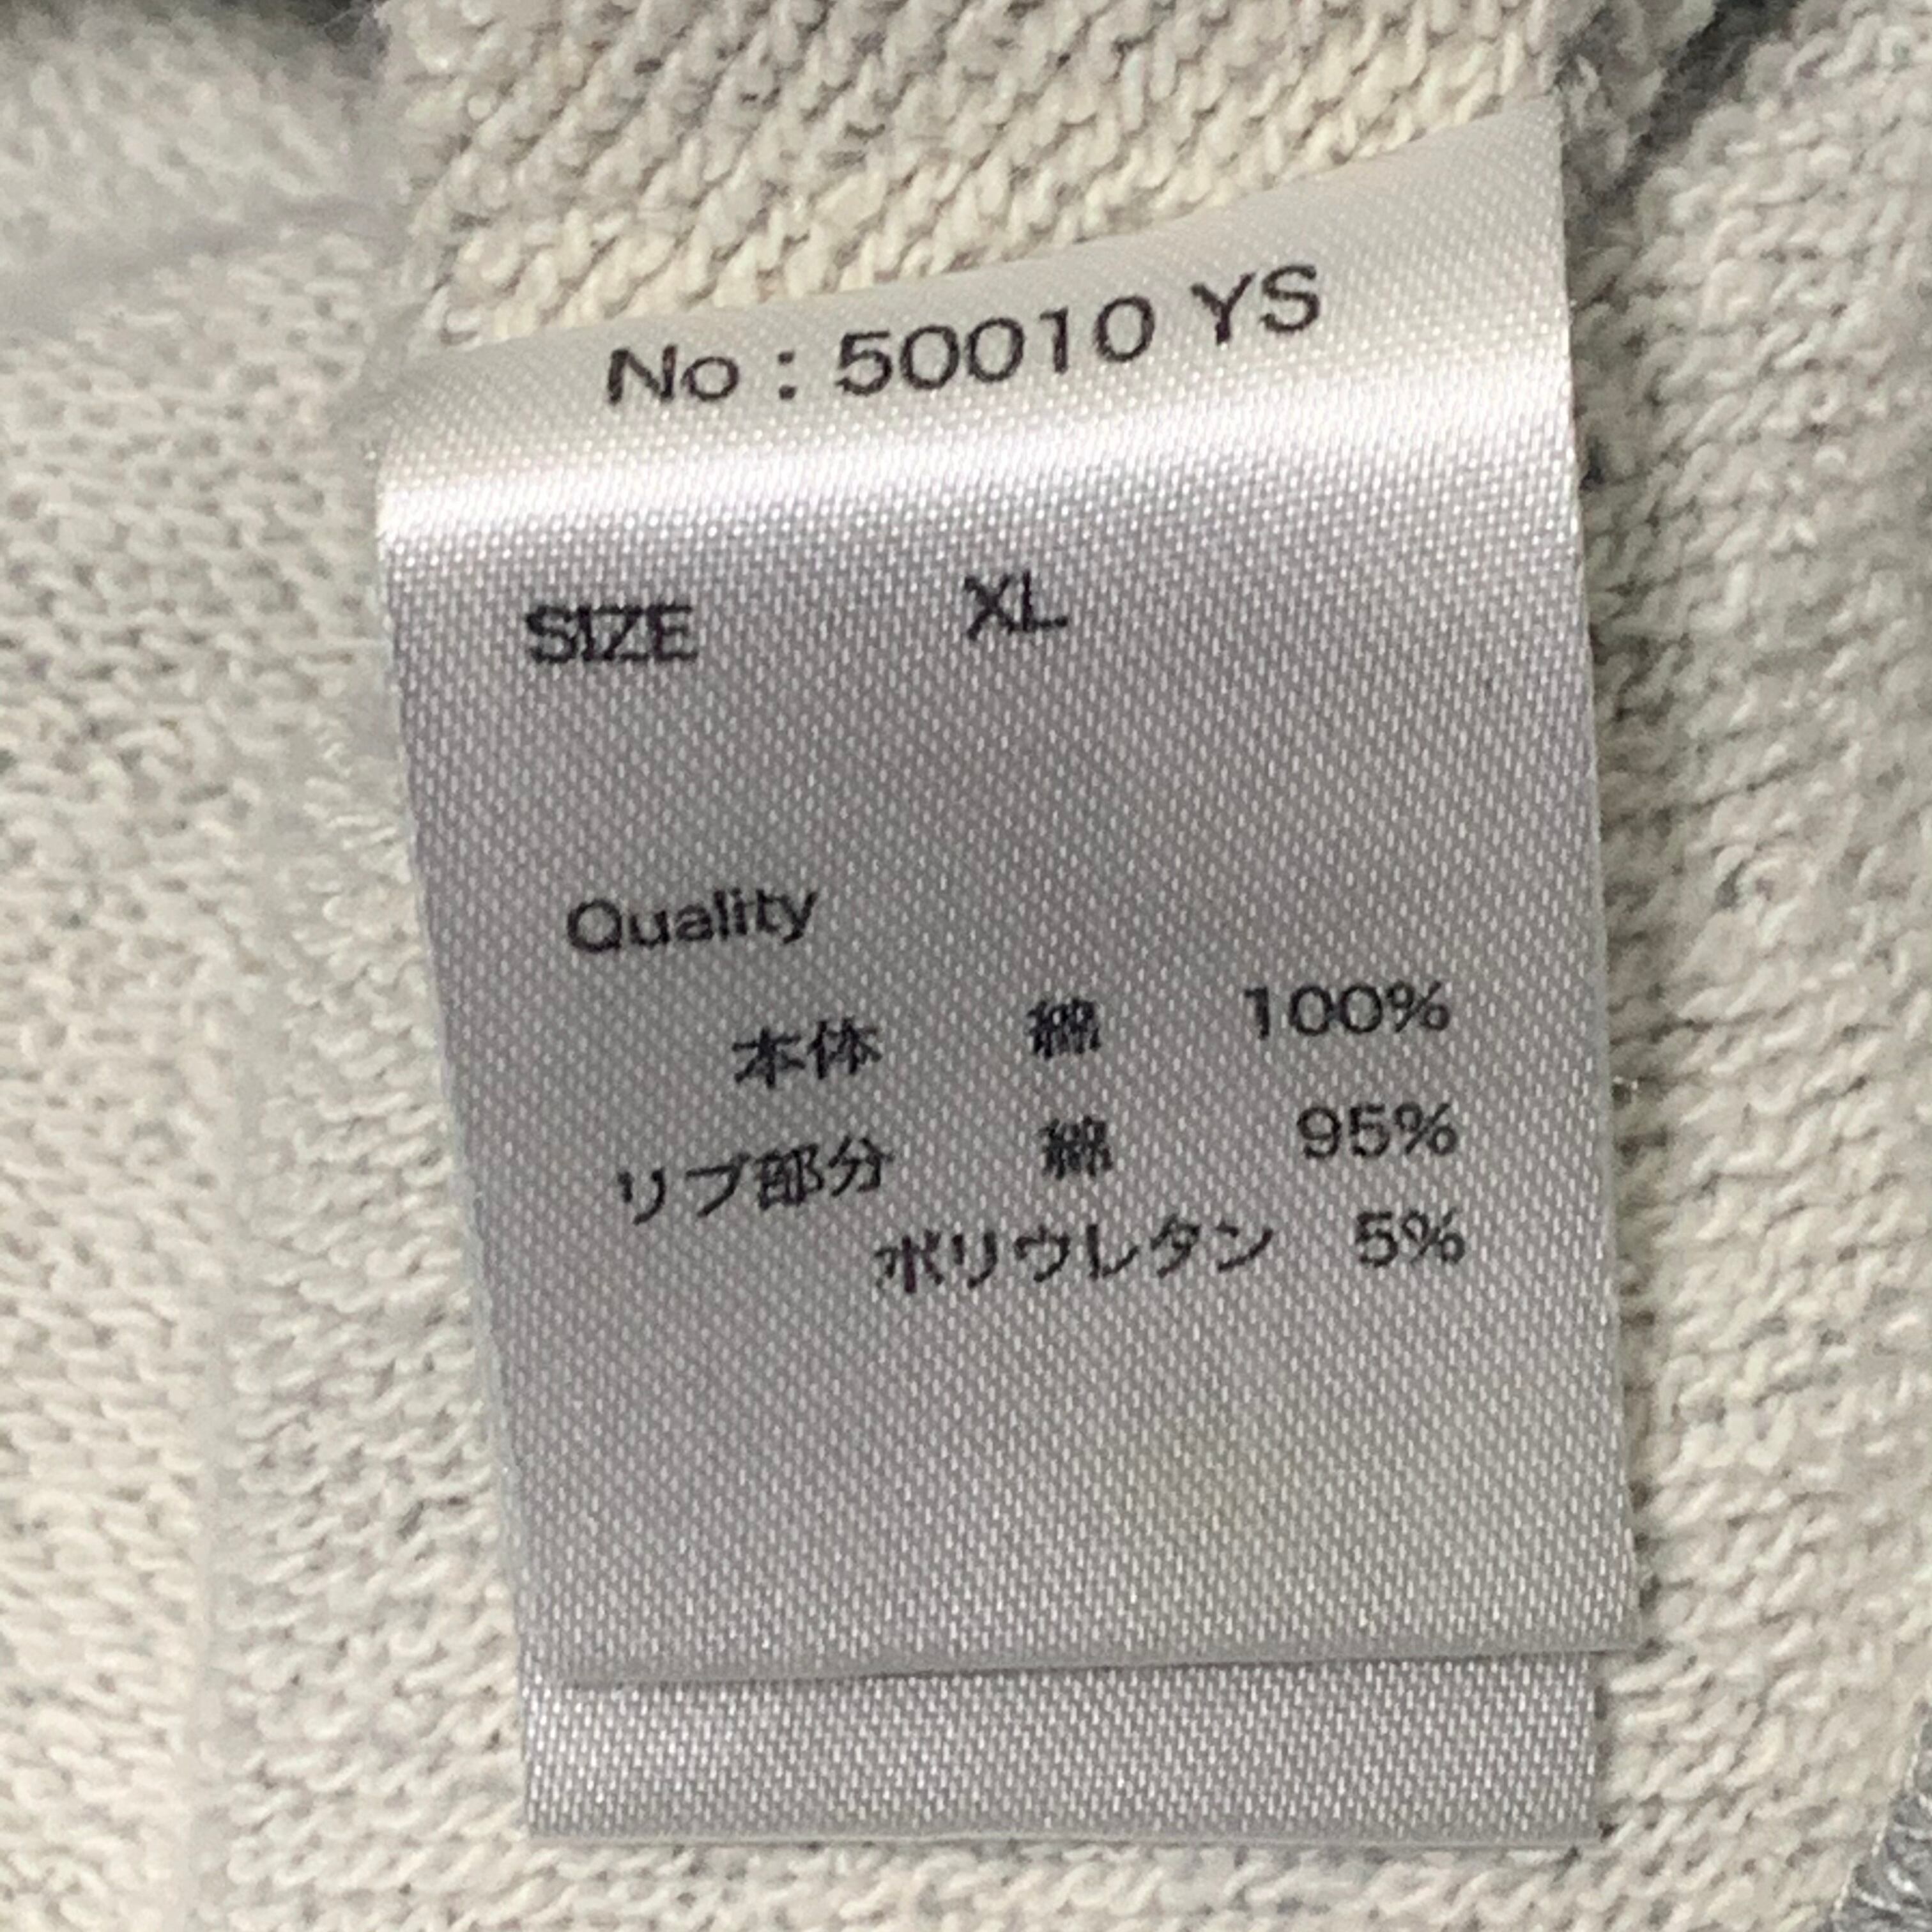 No : 50010 YS
SIZE XL
Quality
本体 綿 100%
リブ部分 綿 95%
ポリウレタン 5%